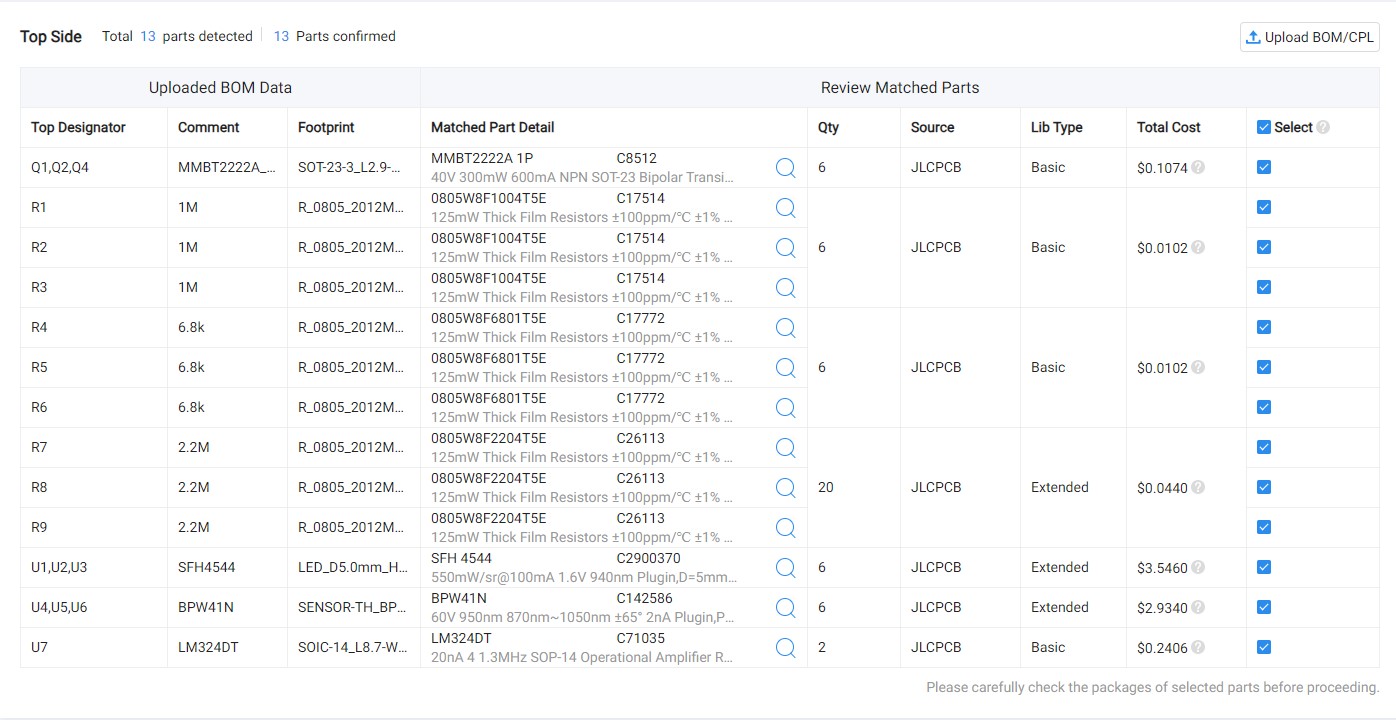 Top Side Total 13 parts detected 13 Parts confirmed Upload BOM/CPL
Uploaded BOM Data Review Matched Parts
Top Designator Comment Footprint Matched Part Detail Qty Source Lib Type Total Cost Select ?
Q1,Q2,Q4 MMBT2222A_... SOT-23-3_L2.9-... MMBT2222A 1P C8512 6 JLCPCB Basic $0.1074 ?
40V 300mW 600mA NPN SOT-23 Bipolar Transi...
R1 1M R_0805_2012M... 0805W8F1004T5E C17514
125mW Thick Film Resistors ±100ppm/℃ ±1% ...
R2 1M R_0805_2012M... 0805W8F1004T5E C17514 6 JLCPCB Basic $0.0102 ?
125mW Thick Film Resistors ±100ppm/℃ ±1% ...
R3 1M R_0805_2012M... 0805W8F1004T5E C17514
125mW Thick Film Resistors ±100ppm/℃ ±1% ...
R4 6.8k R_0805_2012M... 0805W8F6801T5E C17772
125mW Thick Film Resistors ±100ppm/℃ ±1% ...
R5 6.8k R_0805_2012M... 0805W8F6801T5E C17772 6 JLCPCB Basic $0.0102 ?
125mW Thick Film Resistors ±100ppm/℃ ±1% ...
R6 6.8k R_0805_2012M... 0805W8F6801T5E C17772
125mW Thick Film Resistors ±100ppm/℃ ±1% ...
R7 2.2M R_0805_2012M... 0805W8F2204T5E C26113
125mW Thick Film Resistors ±100ppm/℃ ±1% ...
R8 2.2M R_0805_2012M... 0805W8F2204T5E C26113 20 JLCPCB Extended $0.0440 ?
125mW Thick Film Resistors ±100ppm/℃ ±1% ...
R9 2.2M R_0805_2012M... 0805W8F2204T5E C26113
125mW Thick Film Resistors ±100ppm/℃ ±1% ...
U1,U2,U3 SFH4544 LED_D5.0mm_H... SFH 4544 C2900370 6 JLCPCB Extended $3.5460 ?
550mW/sr@100mA 1.6V 940nm Plugin,D=5mm...
U4,U5,U6 BPW41N SENSOR-TH_BP... BPW41N C142586 6 JLCPCB Extended $2.9340 ?
60V 950nm 870nm~1050nm ±65° 2nA Plugin,P...
U7 LM324DT SOIC-14_L8.7-W... LM324DT C71035 2 JLCPCB Basic $0.2406 ?
20nA 4 1.3MHz SOP-14 Operational Amplifier R...
Please carefully check the packages of selected parts before proceeding.